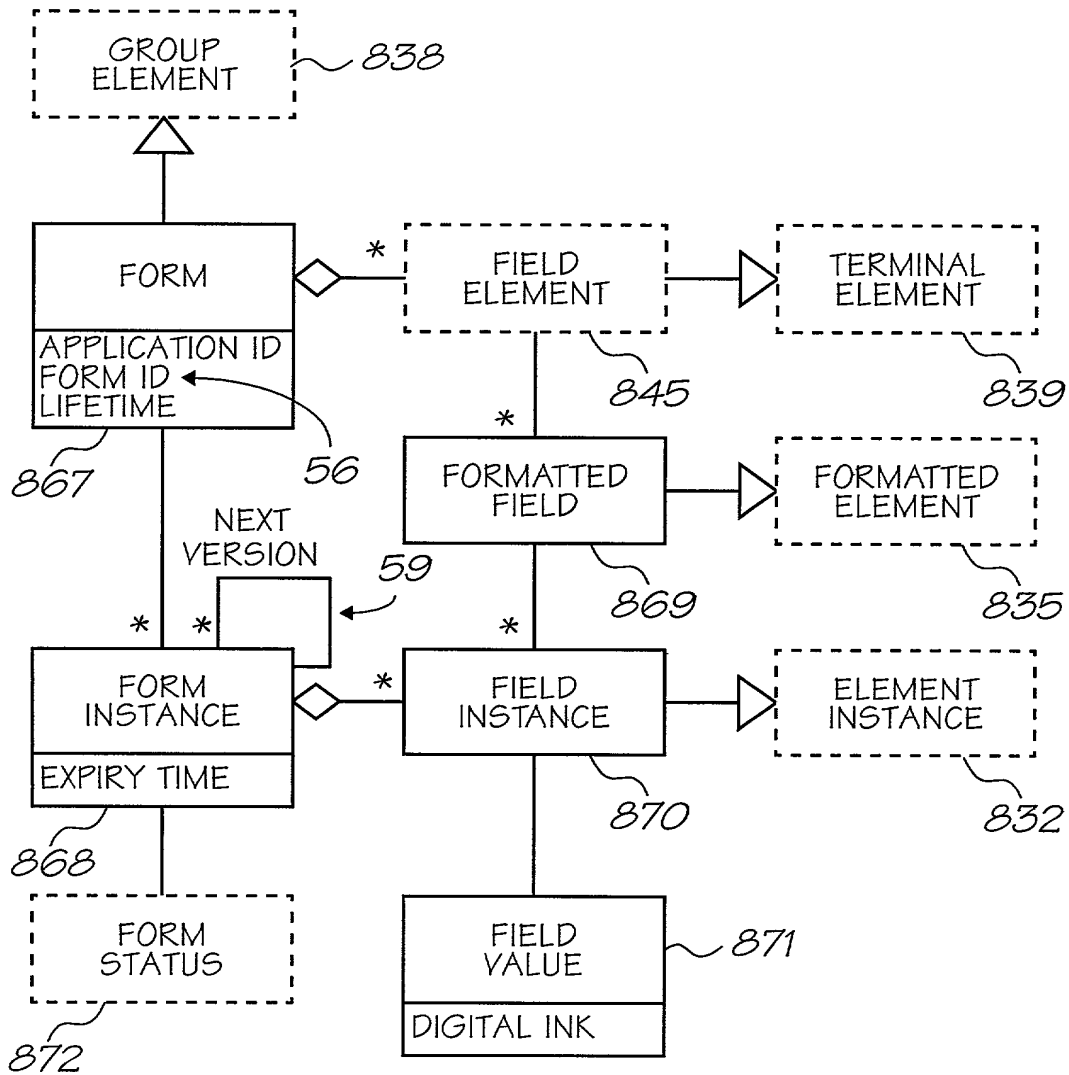 GROUP
ELEMENT
838
FORM
*
FIELD
ELEMENT
TERMINAL
ELEMENT
APPLICATION ID
FORM ID
LIFETIME
845
839
867
56
*
FORMATTED
FIELD
FORMATTED
ELEMENT
NEXT
VERSION
59
869
835
*
*
*
FORM
INSTANCE
*
FIELD
INSTANCE
ELEMENT
INSTANCE
EXPIRY TIME
870
832
868
FORM
STATUS
FIELD
VALUE
871
DIGITAL INK
872